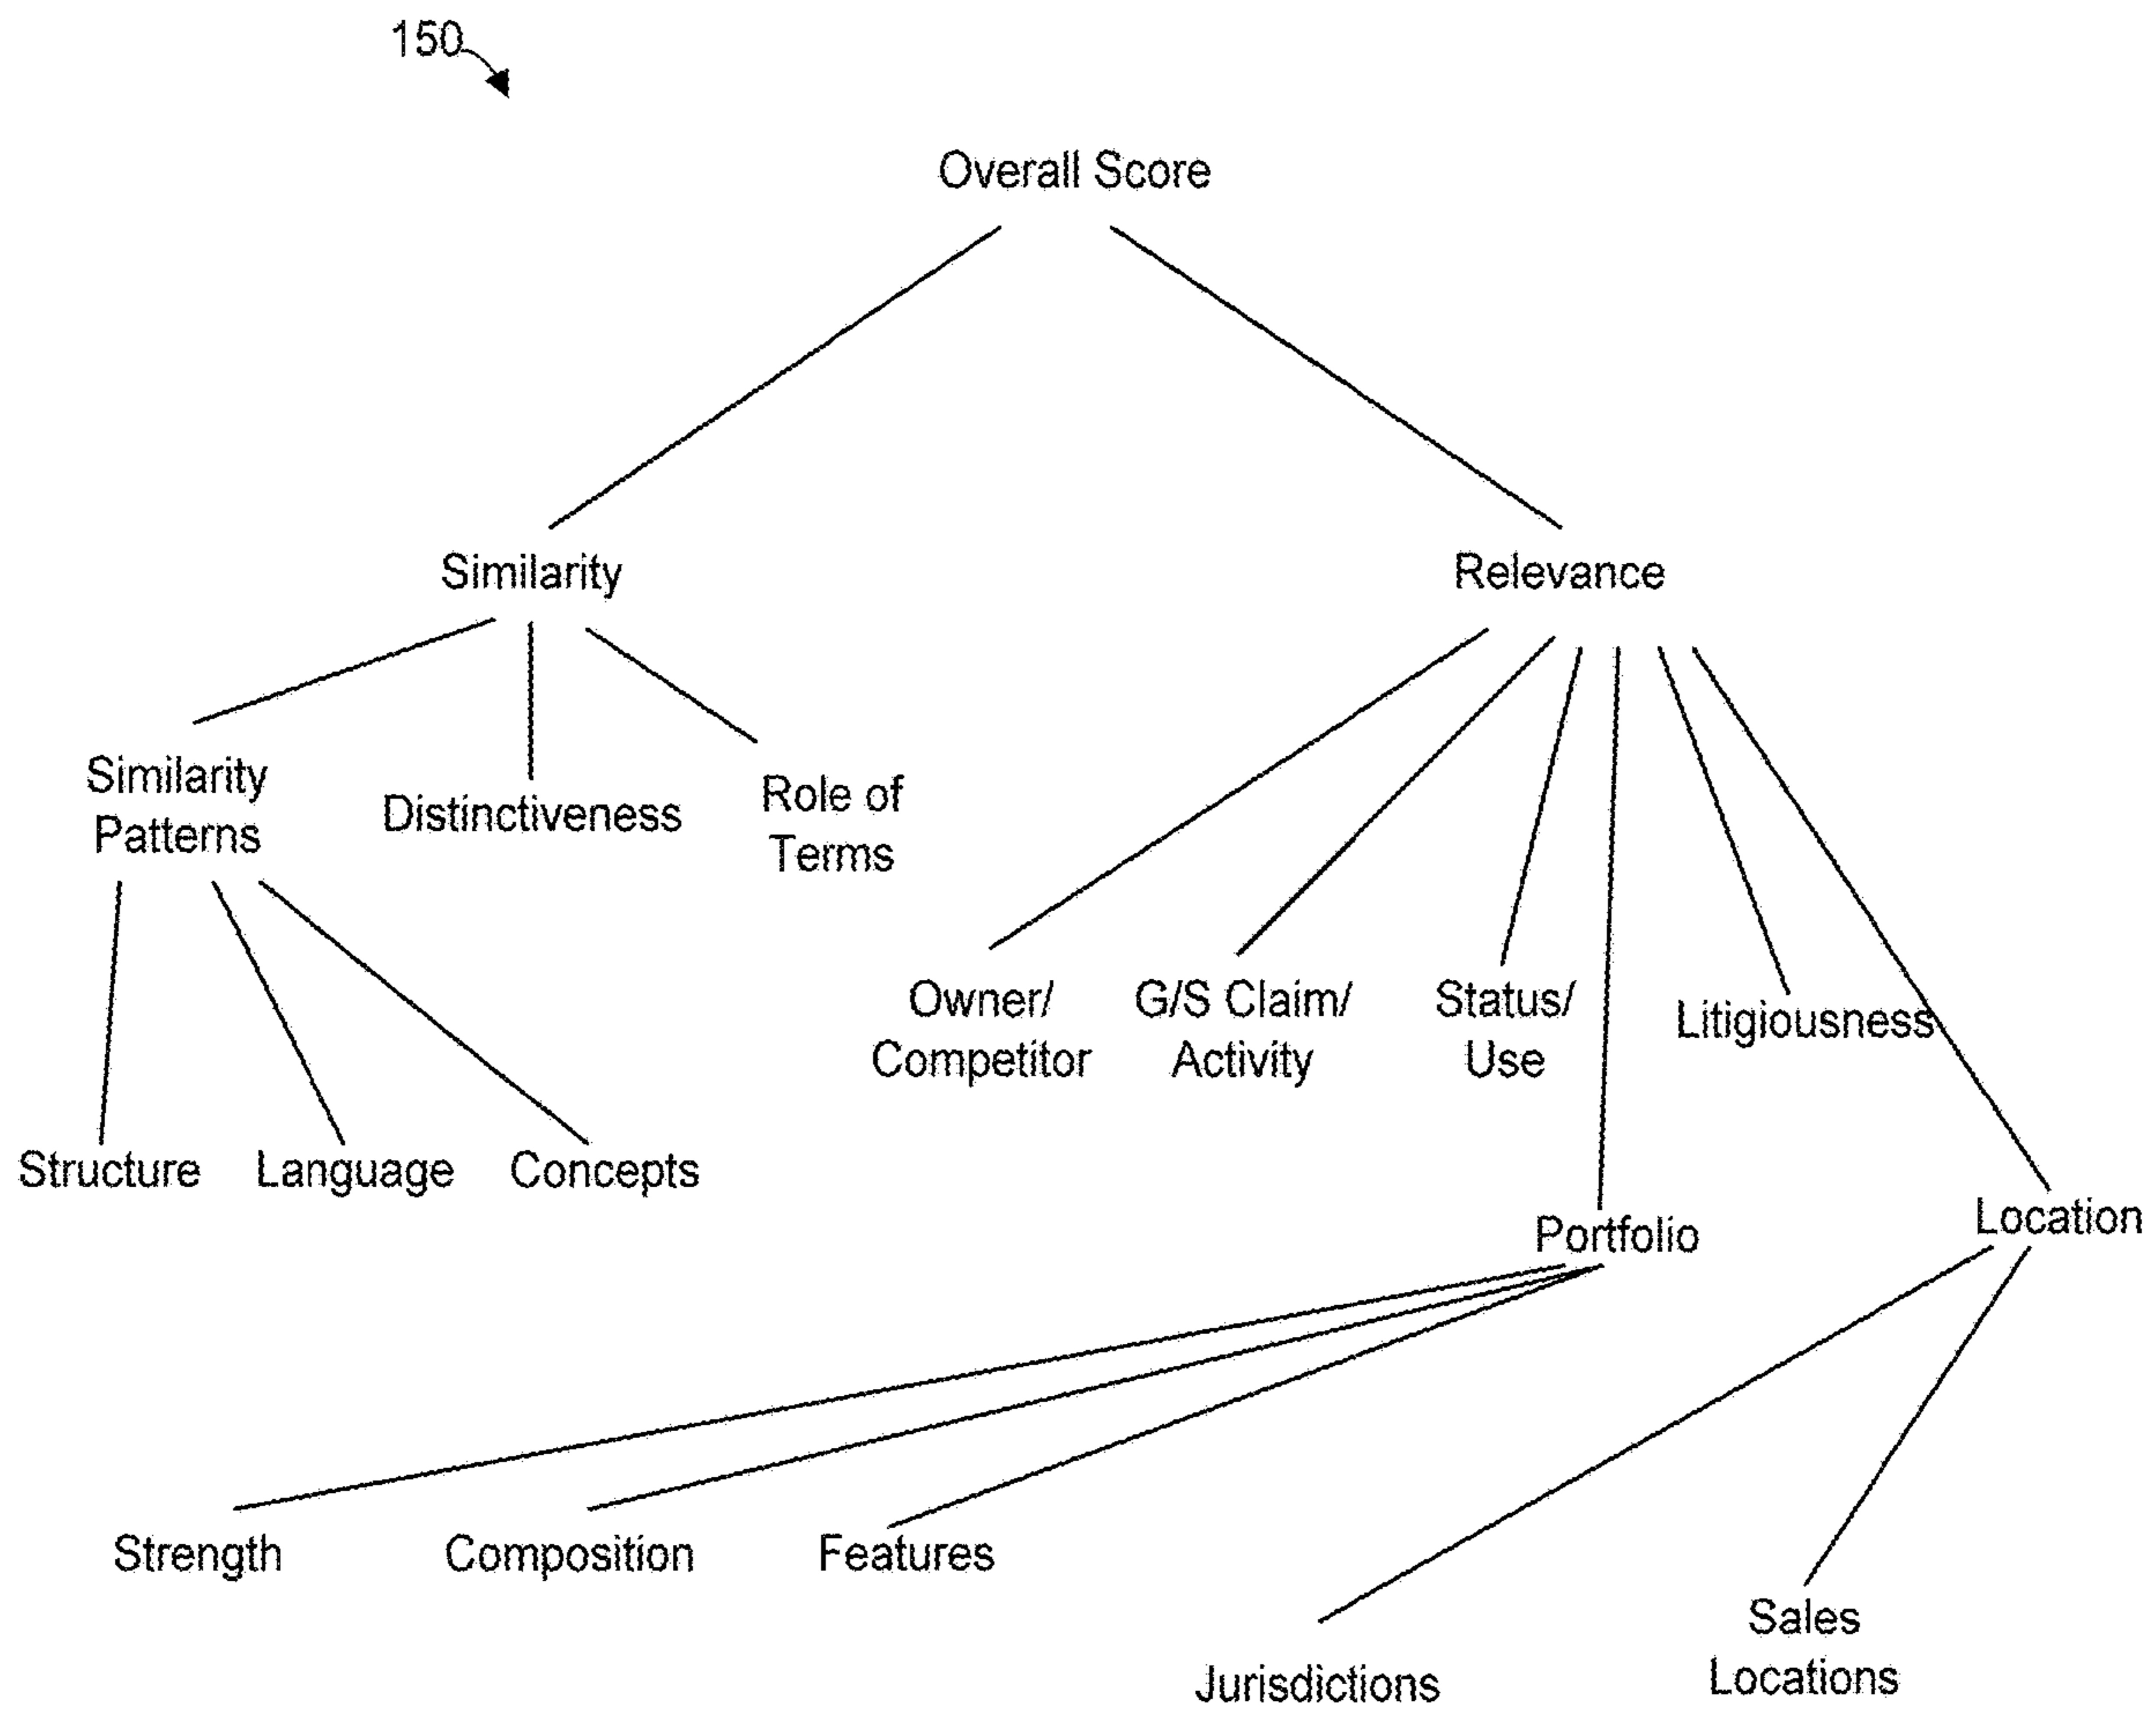 150
Overall Score
Similarity
Relevance
Similarity
Patterns
Distinctiveness
Role of
Terms
Owner/
Competitor
G/S Claim/
Activity
Status/
Use
Litigiousness
Structure
Language
Concepts
Portfolio
Location
Strength
Composition
Features
Jurisdictions
Sales
Locations